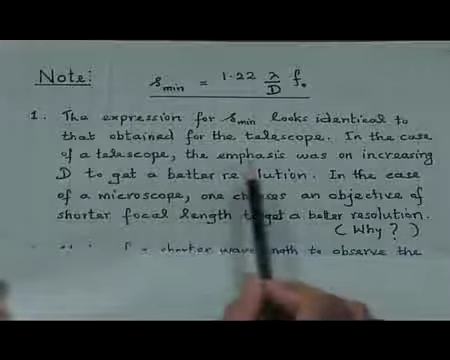 Note:
s_min = 1.22 λ/D f₀
1. The expression for s_min looks identical to
that obtained for the telescope. In the case
of a telescope, the emphasis was on increasing
D to get a better resolution. In the case
of a microscope, one chooses an objective of
shorter focal length to get a better resolution.
(Why?)
a shorter wavelength to observe the